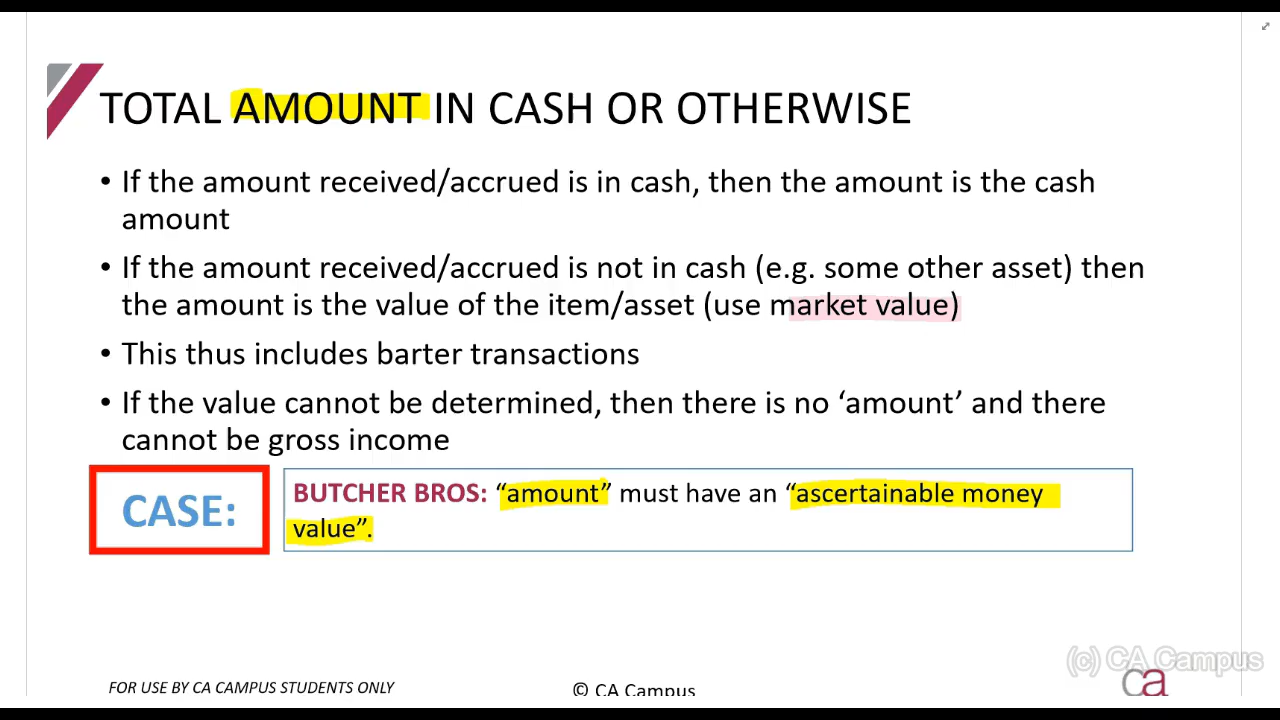 TOTAL AMOUNT IN CASH OR OTHERWISE
• If the amount received/accrued is in cash, then the amount is the cash
amount
• If the amount received/accrued is not in cash (e.g. some other asset) then
the amount is the value of the item/asset (use market value)
• This thus includes barter transactions
• If the value cannot be determined, then there is no ‘amount’ and there
cannot be gross income
CASE:
BUTCHER BROS: “amount” must have an “ascertainable money
value”.
(c) CA Campus
FOR USE BY CA CAMPUS STUDENTS ONLY
© CA Campus
ca